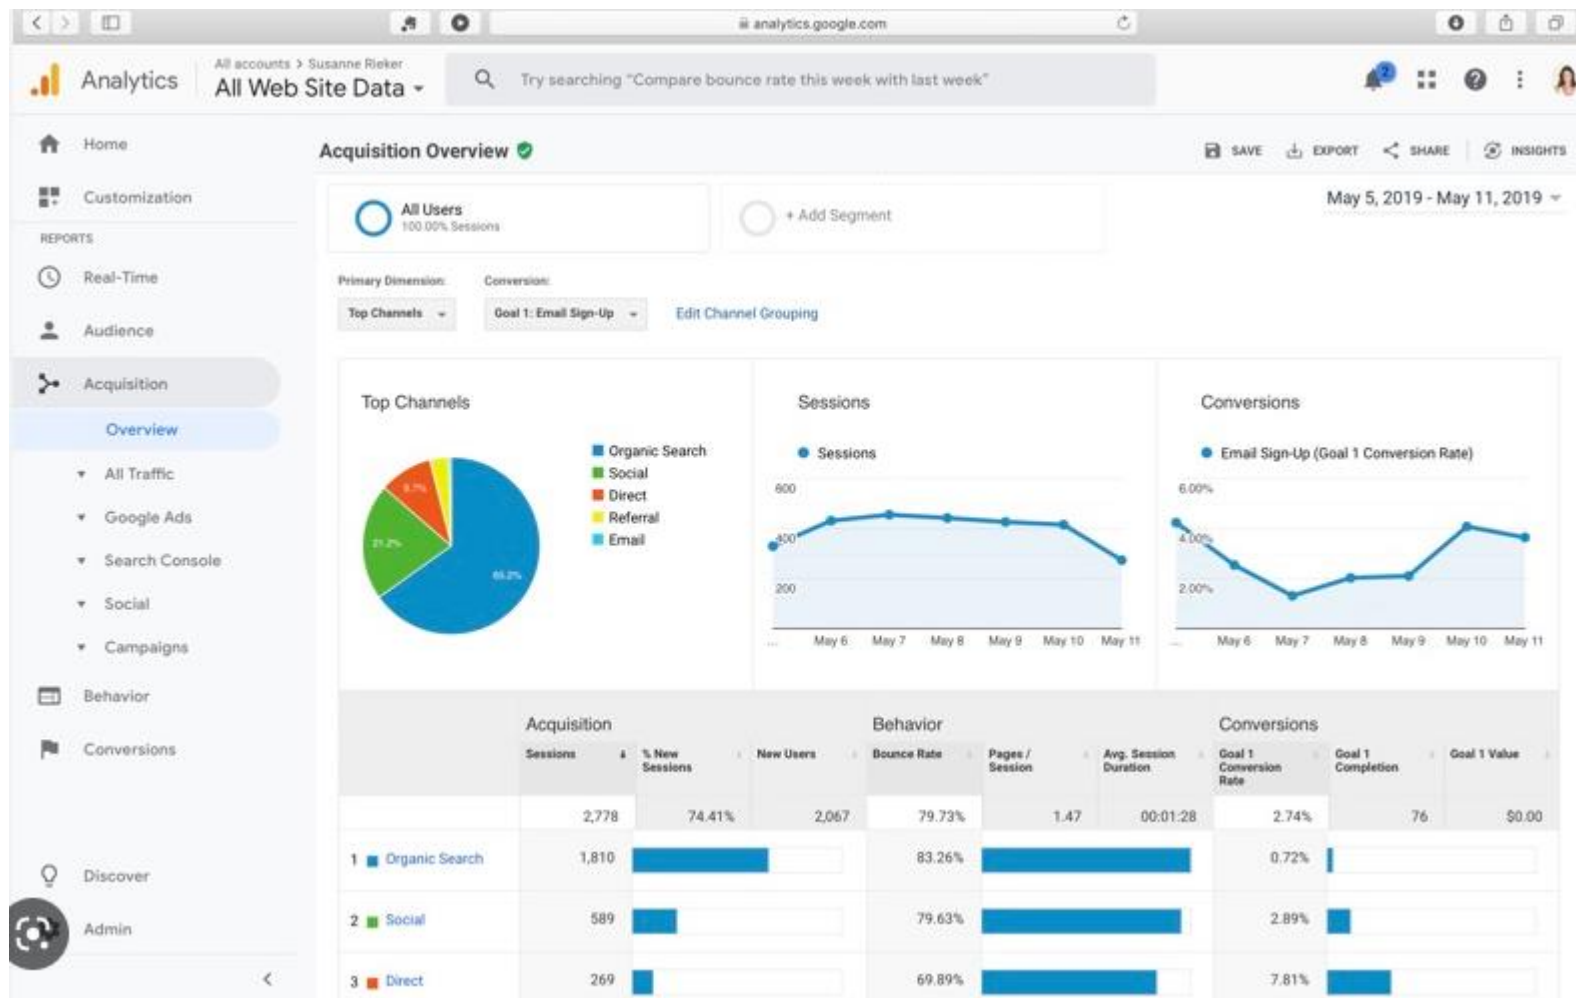 analytics.google.com
Analytics
All accounts > Susanne Rieker
All Web Site Data
Try searching "Compare bounce rate this week with last week"
2
Home
Customization
REPORTS
Real-Time
Audience
Acquisition
Overview
All Traffic
Google Ads
Search Console
Social
Campaigns
Behavior
Conversions
Discover
Admin
Acquisition Overview
SAVE
EXPORT
SHARE
INSIGHTS
All Users
100.00% Sessions
+ Add Segment
May 5, 2019 - May 11, 2019
Primary Dimension:
Conversion:
Top Channels
Goal 1: Email Sign-Up
Edit Channel Grouping
Top Channels
Organic Search
Social
Direct
Referral
Email
9.7%
21.2%
65.2%
Sessions
Sessions
600
400
200
... May 6 May 7 May 8 May 9 May 10 May 11
Conversions
Email Sign-Up (Goal 1 Conversion Rate)
6.00%
4.00%
2.00%
... May 6 May 7 May 8 May 9 May 10 May 11
Acquisition Behavior Conversions
Sessions % New Sessions New Users Bounce Rate Pages / Session Avg. Session Duration Goal 1 Conversion Rate Goal 1 Completion Goal 1 Value
2,778 74.41% 2,067 79.73% 1.47 00:01:28 2.74% 76 $0.00
1 Organic Search 1,810 83.26% 0.72%
2 Social 589 79.63% 2.89%
3 Direct 269 69.89% 7.81%